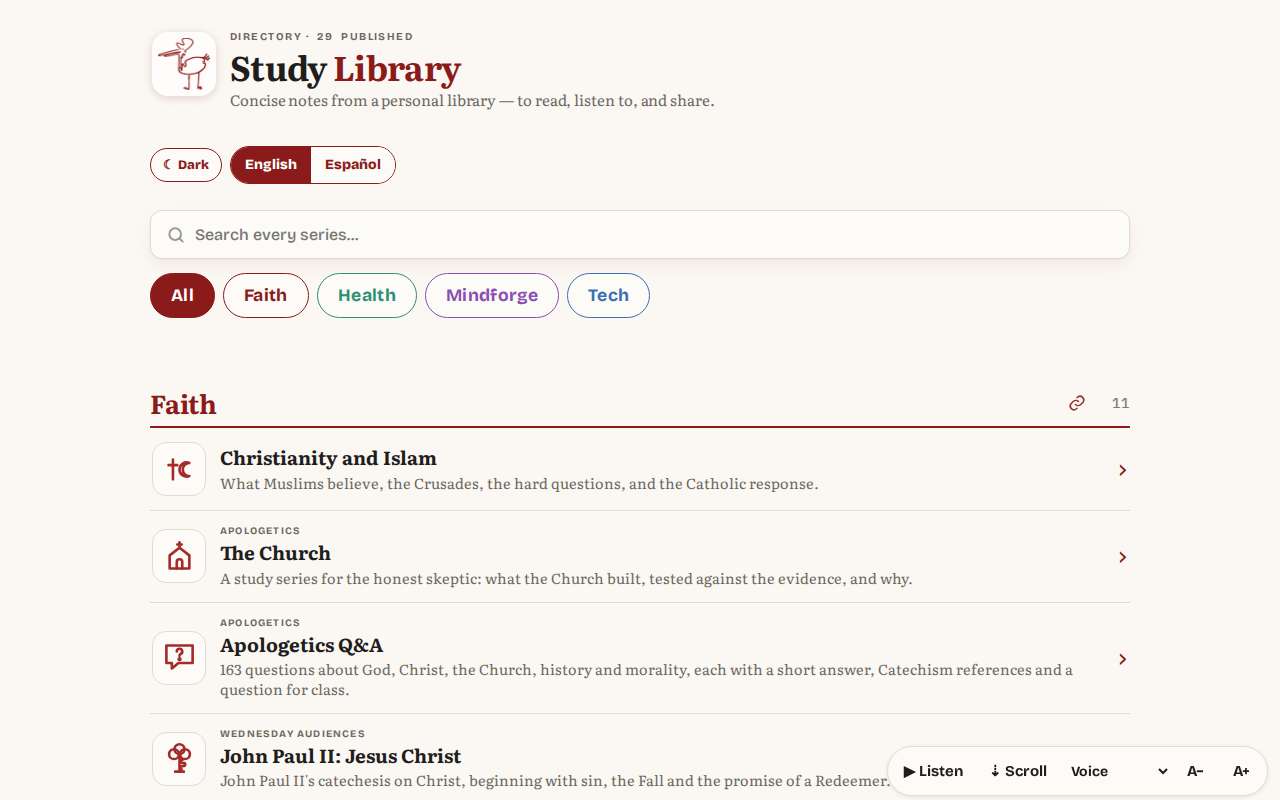 DIRECTORY · 29 PUBLISHED
Study Library
Concise notes from a personal library — to read, listen to, and share.
☾ Dark
English
Español
Search every series...
All
Faith
Health
Mindforge
Tech
Faith
11
Christianity and Islam
What Muslims believe, the Crusades, the hard questions, and the Catholic response.
APOLOGETICS
The Church
A study series for the honest skeptic: what the Church built, tested against the evidence, and why.
APOLOGETICS
Apologetics Q&A
163 questions about God, Christ, the Church, history and morality, each with a short answer, Catechism references and a
question for class.
WEDNESDAY AUDIENCES
John Paul II: Jesus Christ
John Paul II's catechesis on Christ, beginning with sin, the Fall and the promise of a Redeemer.
▶ Listen
⇣ Scroll
Voice
A−
A+